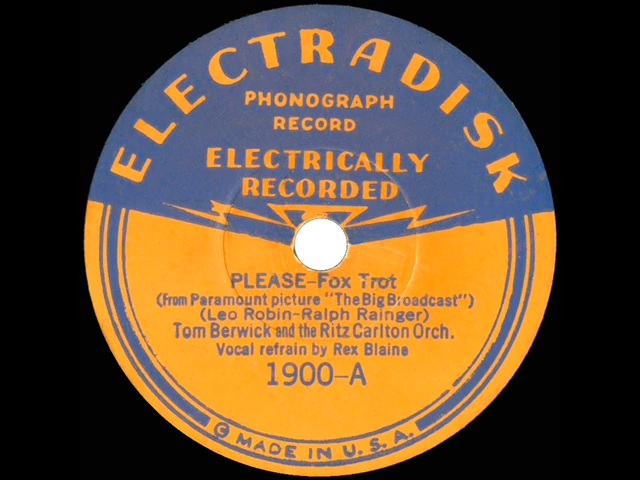 ELECTRADISK
PHONOGRAPH
RECORD
ELECTRICALLY
RECORDED
PLEASE-Fox Trot
(From Paramount picture "The Big Broadcast")
(Leo Robin-Ralph Rainger)
Tom Berwick and the Ritz Carlton Orch.
Vocal refrain by Rex Blaine
1900-A
© MADE IN U.S.A.